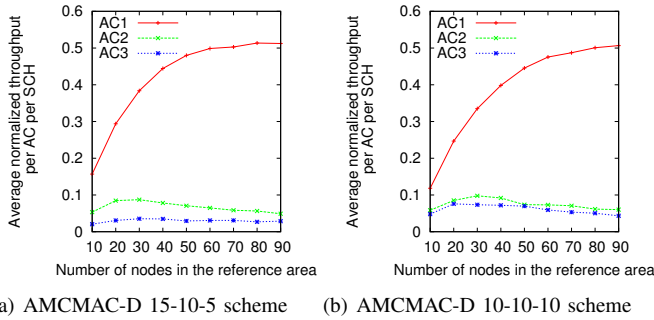 0.6
0.5
0.4
0.3
0.2
0.1
0
10 20 30 40 50 60 70 80 90
Average normalized throughput
per AC per SCH
Number of nodes in the reference area
AC1
AC2
AC3
a) AMCMAC-D 15-10-5 scheme
0.6
0.5
0.4
0.3
0.2
0.1
0
10 20 30 40 50 60 70 80 90
Average normalized throughput
per AC per SCH
Number of nodes in the reference area
AC1
AC2
AC3
(b) AMCMAC-D 10-10-10 scheme